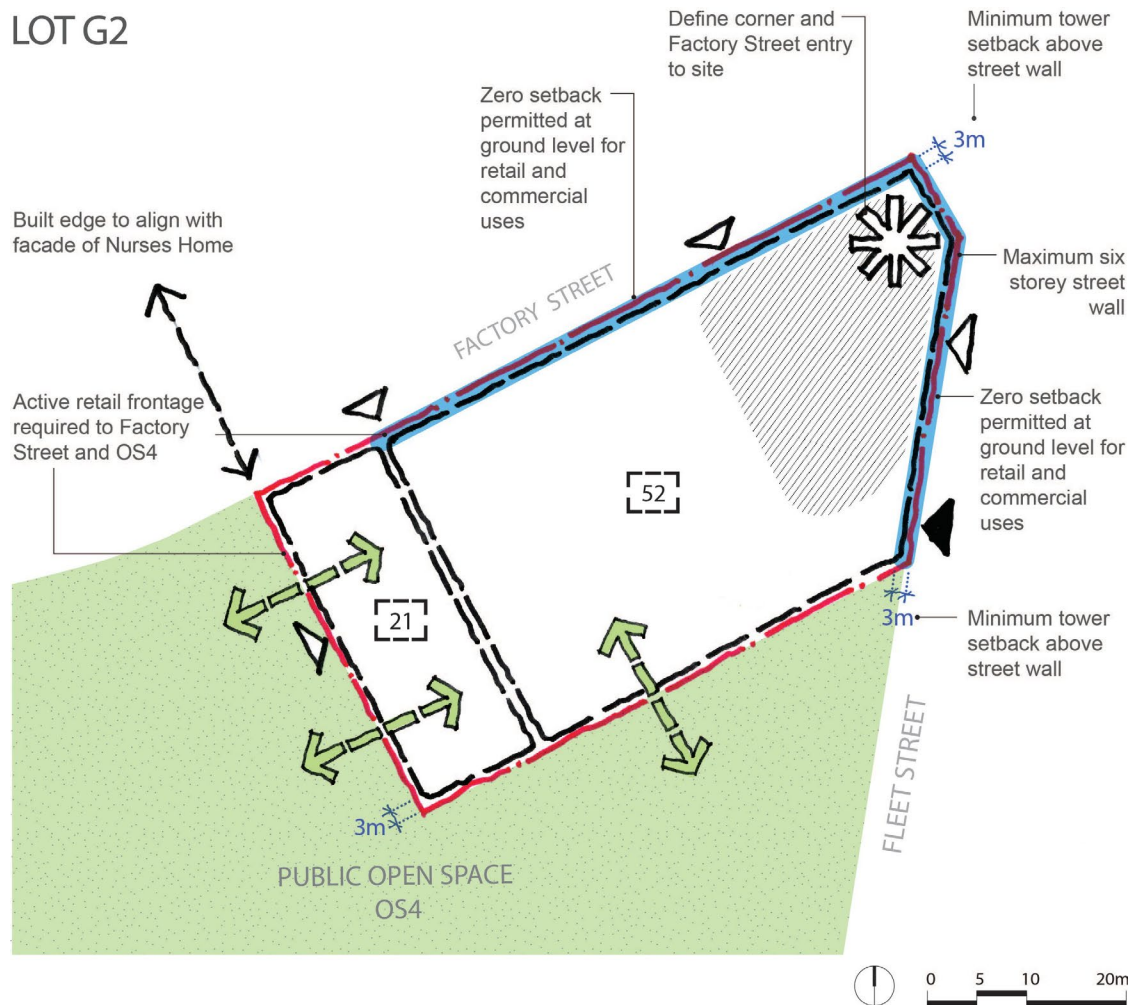 LOT G2
Define corner and
Factory Street entry
to site
Minimum tower
setback above
street wall
Zero setback
permitted at
ground level for
retail and
commercial
uses
3m
Built edge to align with
facade of Nurses Home
Maximum six
storey street
wall
FACTORY STREET
Active retail frontage
required to Factory
Street and OS4
Zero setback
permitted at
ground level for
retail and
commercial
uses
52
21
3m
Minimum tower
setback above
street wall
FLEET STREET
3m
PUBLIC OPEN SPACE
OS4
0 5 10 20m